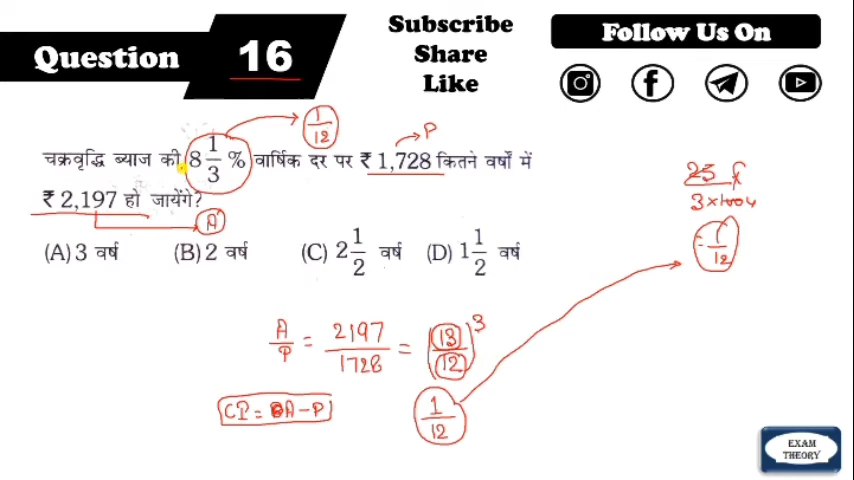 Question 16
Subscribe
Share
Like
Follow Us On
1/12
P
चक्रवृद्धि ब्याज की 8 1/3 % वार्षिक दर पर ₹ 1,728 कितने वर्षों में
₹ 2,197 हो जायेंगे?
A
(A) 3 वर्ष (B) 2 वर्ष (C) 2 1/2 वर्ष (D) 1 1/2 वर्ष
25
3×100
= 1/12
A/P = 2197/1728 = (13/12)^3
CI = A - P
1/12
EXAM
THEORY